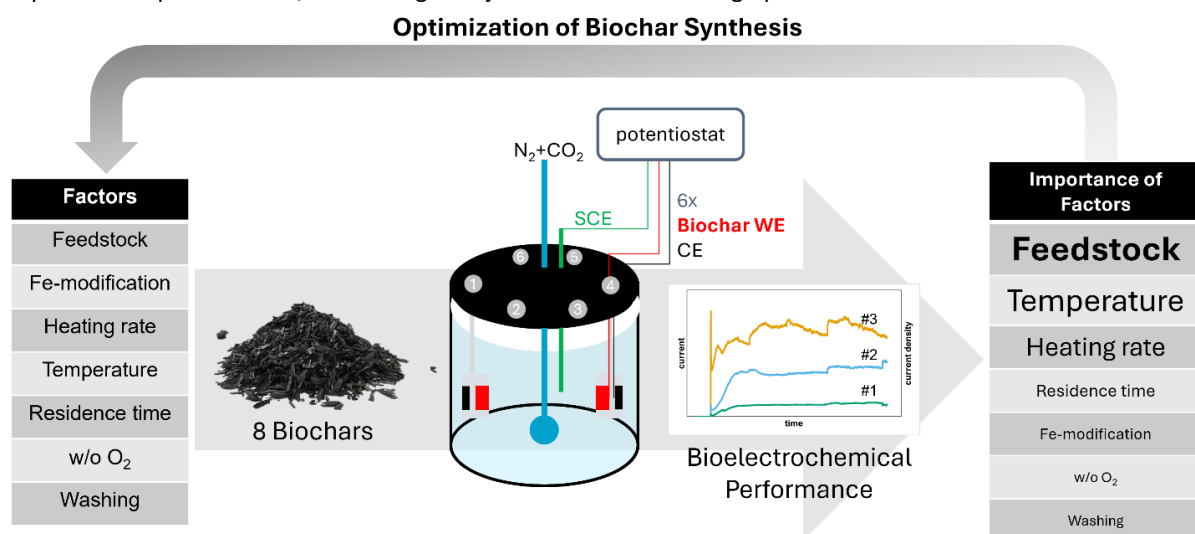 Optimization of Biochar Synthesis
Factors
Feedstock
Fe-modification
Heating rate
Temperature
Residence time
w/o O₂
Washing
8 Biochars
N₂+CO₂
potentiostat
SCE
6x
Biochar WE
CE
6
5
1
4
2
3
current
#3
#2
#1
current density
time
Bioelectrochemical
Performance
Importance of
Factors
Feedstock
Temperature
Heating rate
Residence time
Fe-modification
w/o O₂
Washing